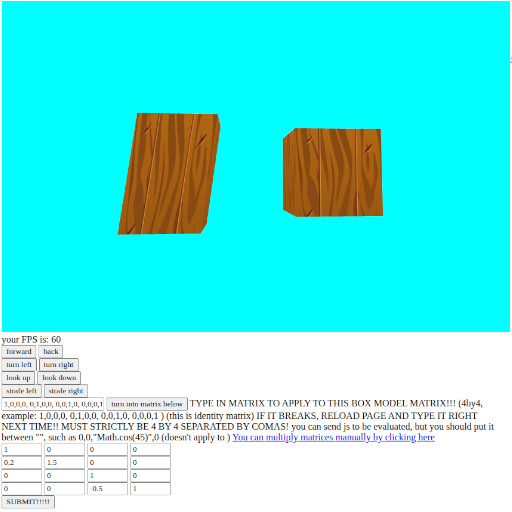 your FPS is: 60
forward back
turn left turn right
look up look down
strafe left strafe right
1,0,0,0, 0,1,0,0, 0,0,1,0, 0,0,0,1 turn into matrix below TYPE IN MATRIX TO APPLY TO THIS BOX MODEL MATRIX!!! (4by4,
example: 1,0,0,0, 0,1,0,0, 0,0,1,0, 0,0,0,1 ) (this is identity matrix) IF IT BREAKS, RELOAD PAGE AND TYPE IT RIGHT
NEXT TIME!! MUST STRICTLY BE 4 BY 4 SEPARATED BY COMAS! you can send js to be evaluated, but you should put it
between "", such as 0,0,"Math.cos(45)",0 (doesn't apply to ) You can multiply matrices manually by clicking here
1 0 0 0
0.2 1.5 0 0
0 0 1 0
0 0 -0.5 1
SUBMIT!!!!!